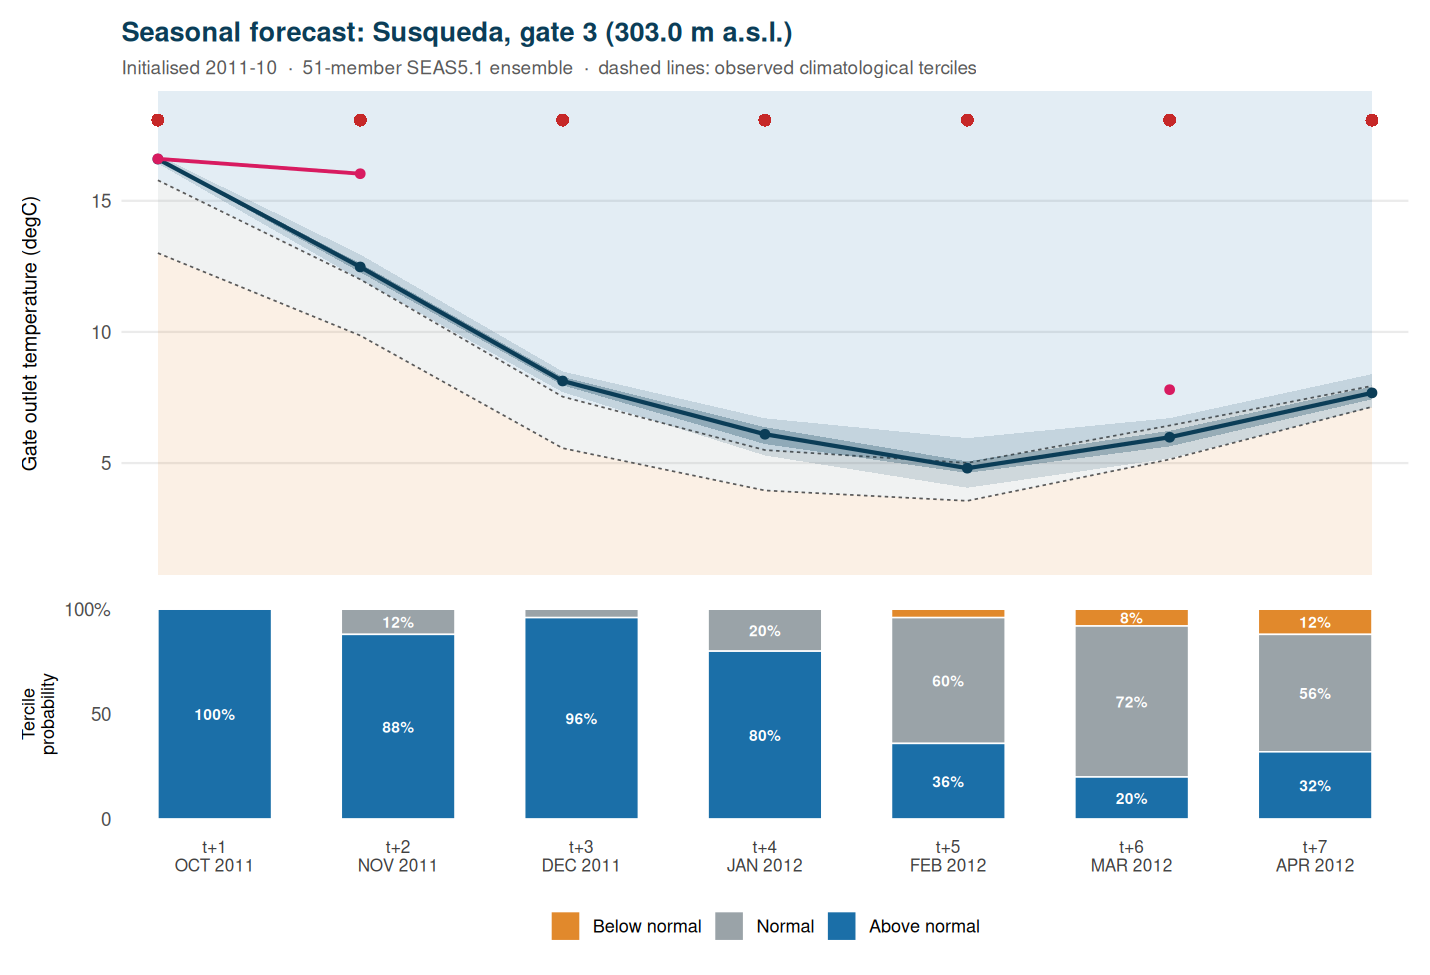 Seasonal forecast: Susqueda, gate 3 (303.0 m a.s.l.)
Initialised 2011-10 · 51-member SEAS5.1 ensemble · dashed lines: observed climatological terciles
Gate outlet temperature (degC)
15
10
5
Tercile
probability
100%
50
0
100%
12%
88%
96%
20%
80%
60%
36%
8%
72%
20%
12%
56%
32%
t+1
OCT 2011
t+2
NOV 2011
t+3
DEC 2011
t+4
JAN 2012
t+5
FEB 2012
t+6
MAR 2012
t+7
APR 2012
Below normal
Normal
Above normal